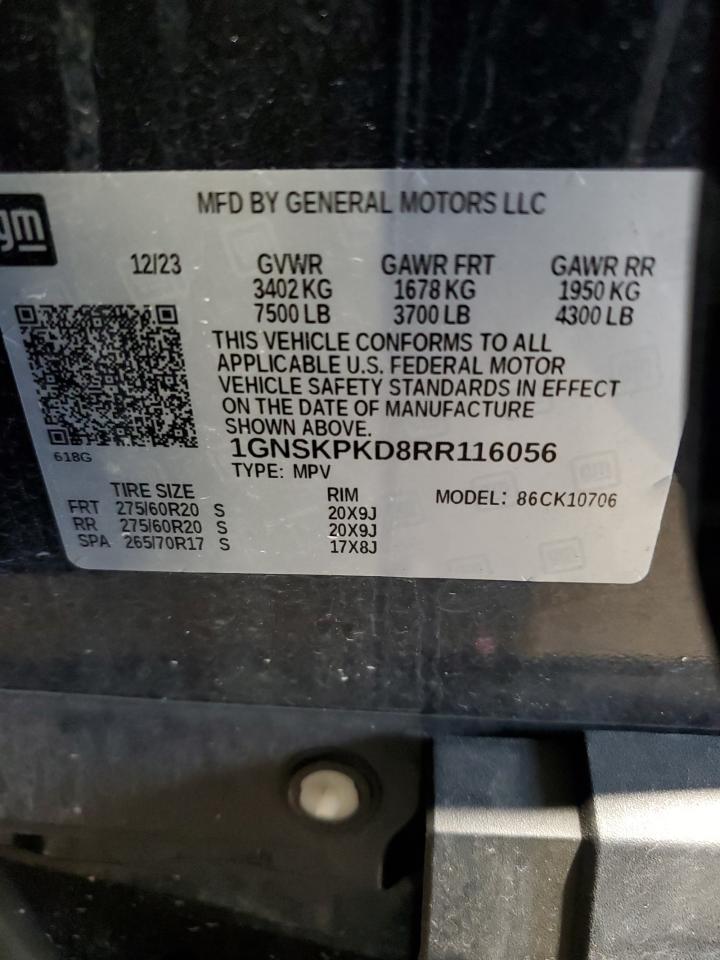 gm
MFD BY GENERAL MOTORS LLC
12/23 GVWR GAWR FRT GAWR RR
3402 KG 1678 KG 1950 KG
7500 LB 3700 LB 4300 LB
THIS VEHICLE CONFORMS TO ALL
APPLICABLE U.S. FEDERAL MOTOR
VEHICLE SAFETY STANDARDS IN EFFECT
ON THE DATE OF MANUFACTURE
SHOWN ABOVE.
618G
1GNSKPKD8RR116056
TYPE: MPV
TIRE SIZE RIM MODEL: 86CK10706
FRT 275/60R20 S 20X9J
RR 275/60R20 S 20X9J
SPA 265/70R17 S 17X8J